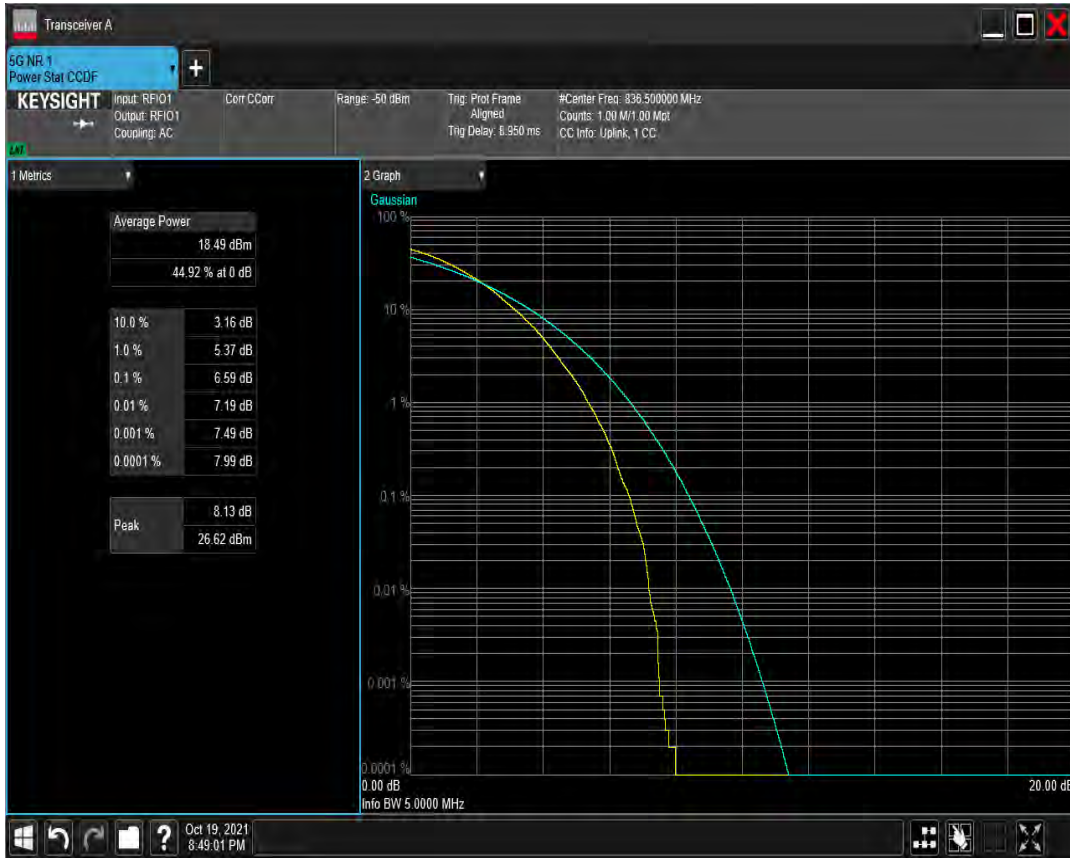 Transceiver A
5G NR 1
Power Stat CCDF
+
KEYSIGHT
Input: RFIO1
Output: RFIO1
Coupling: AC
Corr CCorr
Range: -50 dBm
Trig: Prot Frame
Aligned
Trig Delay: 8.950 ms
#Center Freq: 836.500000 MHz
Counts: 1.00 M/1.00 Mpt
CC Info: Uplink, 1 CC
1 Metrics
Average Power
18.49 dBm
44.92 % at 0 dB
10.0 % 3.16 dB
1.0 % 5.37 dB
0.1 % 6.59 dB
0.01 % 7.19 dB
0.001 % 7.49 dB
0.0001 % 7.99 dB
Peak
8.13 dB
26.62 dBm
2 Graph
Gaussian
100 %
10 %
1 %
0.1 %
0.01 %
0.001 %
0.0001 %
0.00 dB
20.00 dB
Info BW 5.0000 MHz
?
Oct 19, 2021
8:49:01 PM